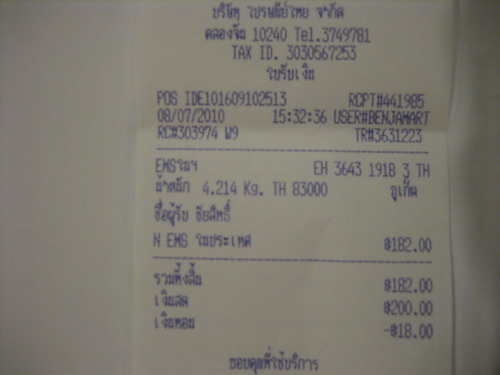 บริษัท ไปรษณีย์ไทย จำกัด
คลองจั่น 10240 Tel.3749781
TAX ID. 3030567253
ใบรับเงิน
POS IDE101609102513 RCPT#441985
08/07/2010 15:32:36 USER#BENJAMART
RC#303974 W9 TR#3631223
EMSในฯ EH 3643 1918 3 TH
น้ำหนัก 4.214 Kg. TH 83000 ภูเก็ต
ชื่อผู้รับ ชัยสิทธิ์
N EMS ในประเทศ ฿182.00
รวมทั้งสิ้น ฿182.00
เงินสด ฿200.00
เงินทอน -฿18.00
ขอบคุณที่ใช้บริการ